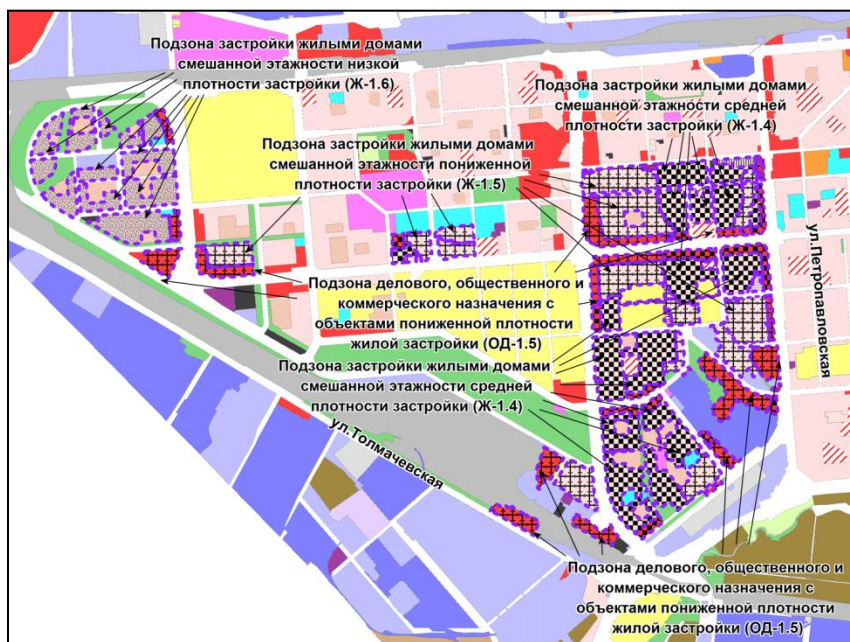 Подзона застройки жилыми домами
смешанной этажности низкой
плотности застройки (Ж-1.6)
Подзона застройки жилыми домами
смешанной этажности средней
плотности застройки (Ж-1.4)
Подзона застройки жилыми домами
смешанной этажности пониженной
плотности застройки (Ж-1.5)
ул.Петропавловская
Подзона делового, общественного и
коммерческого назначения с
объектами пониженной плотности
жилой застройки (ОД-1.5)
Подзона застройки жилыми домами
смешанной этажности средней
плотности застройки (Ж-1.4)
ул.Толмачевская
Подзона делового, общественного и
коммерческого назначения с
объектами пониженной плотности
жилой застройки (ОД-1.5)